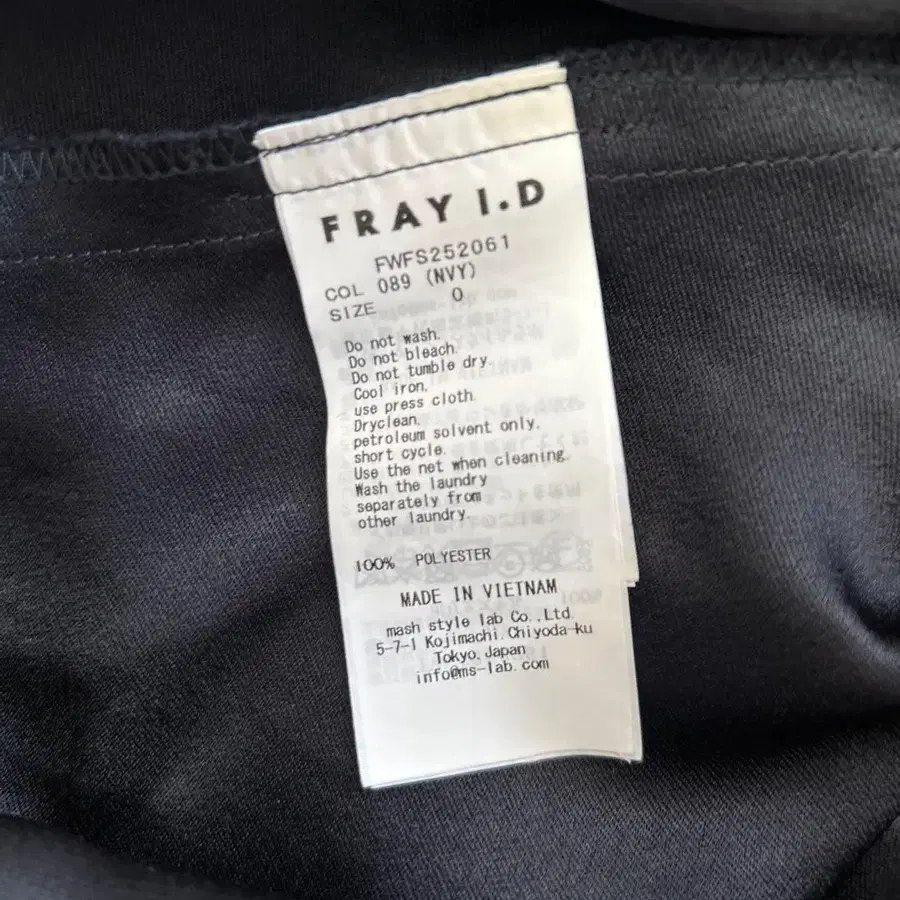 FRAY I.D
FWFS252061
COL 089 (NVY)
SIZE 0
Do not wash.
Do not bleach.
Do not tumble dry.
Cool iron,
use press cloth.
Dryclean,
petroleum solvent only.
short cycle.
Use the net when cleaning.
Wash the laundry
separately from
other laundry.
100% POLYESTER
MADE IN VIETNAM
mash style lab Co.,Ltd.
5-7-1 Kojimachi,Chiyoda-ku
Tokyo,Japan
info@ms-lab.com